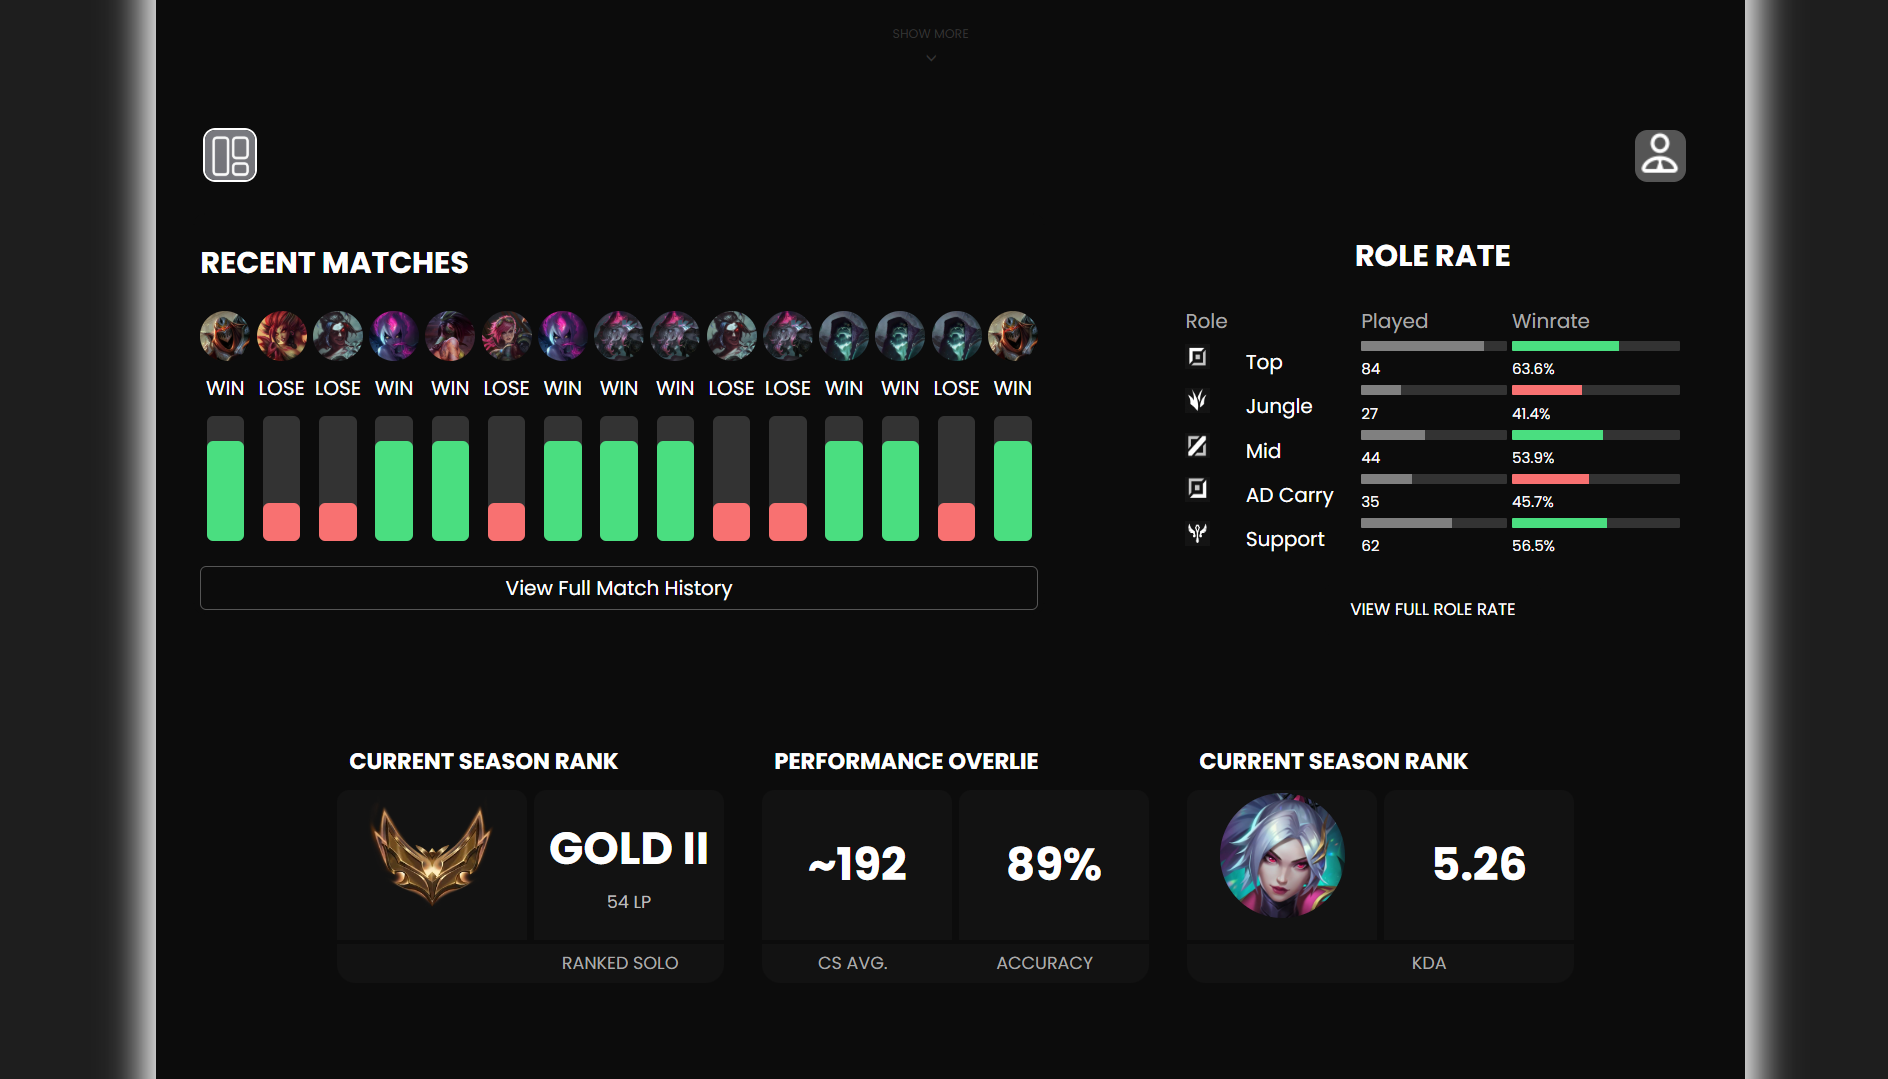 SHOW MORE
RECENT MATCHES
WIN LOSE LOSE WIN WIN LOSE WIN WIN WIN LOSE LOSE WIN WIN LOSE WIN
View Full Match History
ROLE RATE
Role Played Winrate
Top 84 63.6%
Jungle 27 41.4%
Mid 44 53.9%
AD Carry 35 45.7%
Support 62 56.5%
VIEW FULL ROLE RATE
CURRENT SEASON RANK
GOLD II
54 LP
RANKED SOLO
PERFORMANCE OVERLIE
~192 89%
CS AVG. ACCURACY
CURRENT SEASON RANK
5.26
KDA